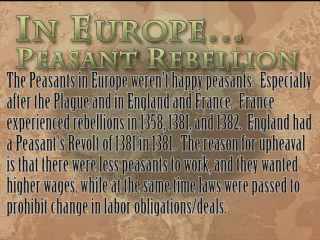 In Europe...
Peasant Rebellion
The Peasants in Europe weren't happy peasants. Especially
after the Plague and in England and France. France
experienced rebellions in 1358, 1381, and 1382. England had
a Peasant's Revolt of 1381 in 1381. The reason for upheaval
is that there were less peasants to work, and they wanted
higher wages, while at the same time laws were passed to
prohibit change in labor obligations/deals.